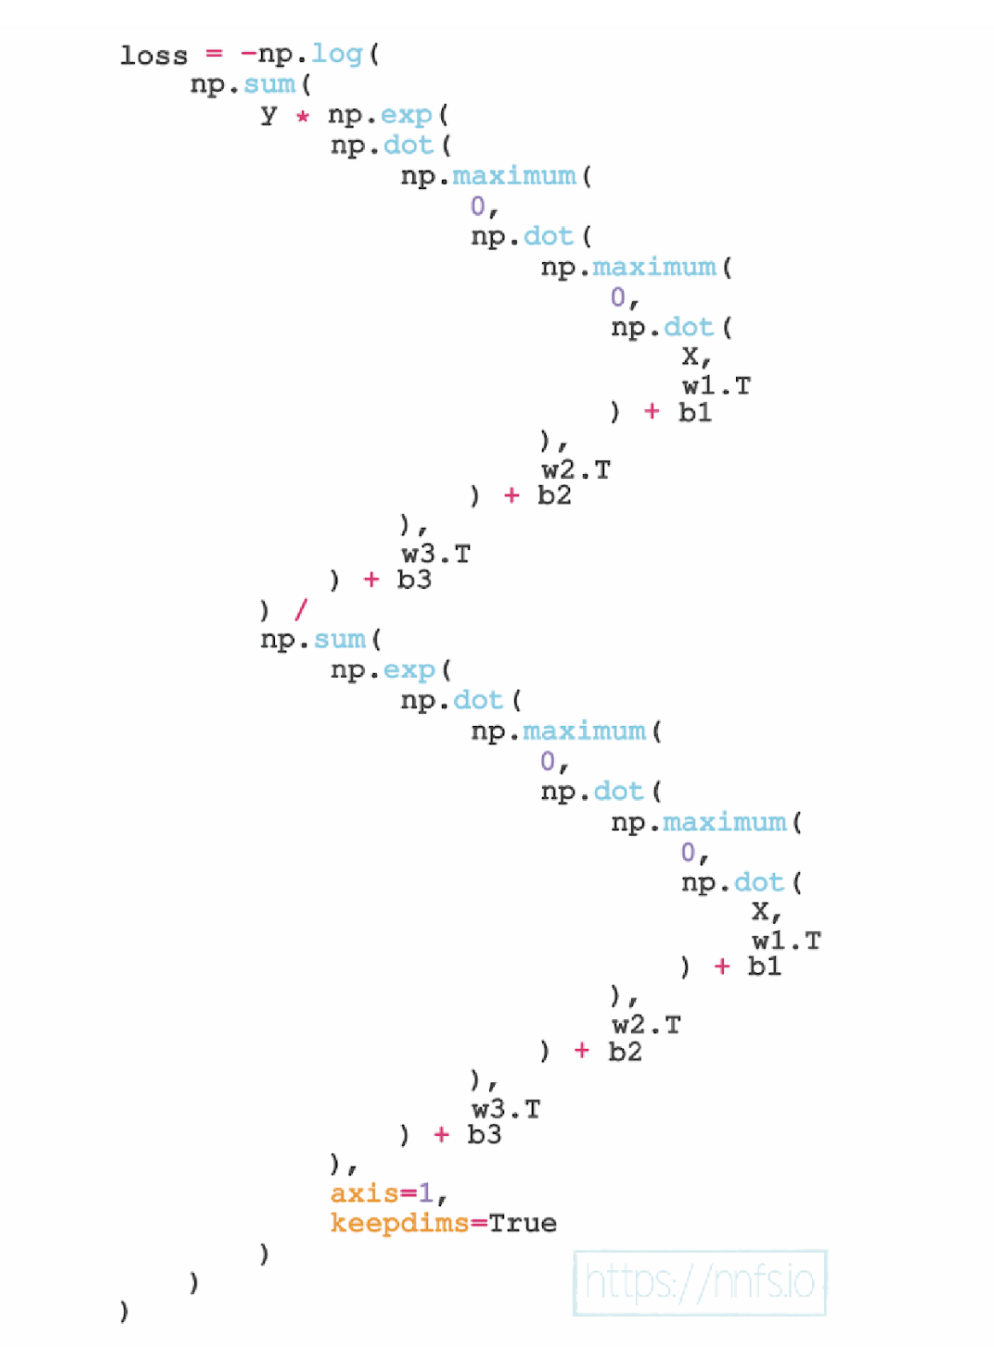 loss = -np.log(
np.sum(
y * np.exp(
np.dot(
np.maximum(
0,
np.dot(
np.maximum(
0,
np.dot(
X,
w1.T
) + b1
),
w2.T
) + b2
),
w3.T
) + b3
) /
np.sum(
np.exp(
np.dot(
np.maximum(
0,
np.dot(
np.maximum(
0,
np.dot(
X,
w1.T
) + b1
),
w2.T
) + b2
),
w3.T
) + b3
),
axis=1,
keepdims=True
)
)
)
https://nnfs.io